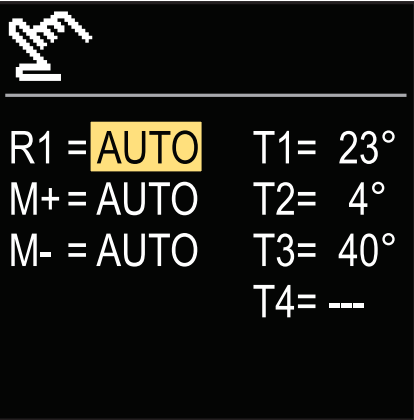 R1 = AUTO T1= 23°
M+ = AUTO T2= 4°
M- = AUTO T3= 40°
T4= ---